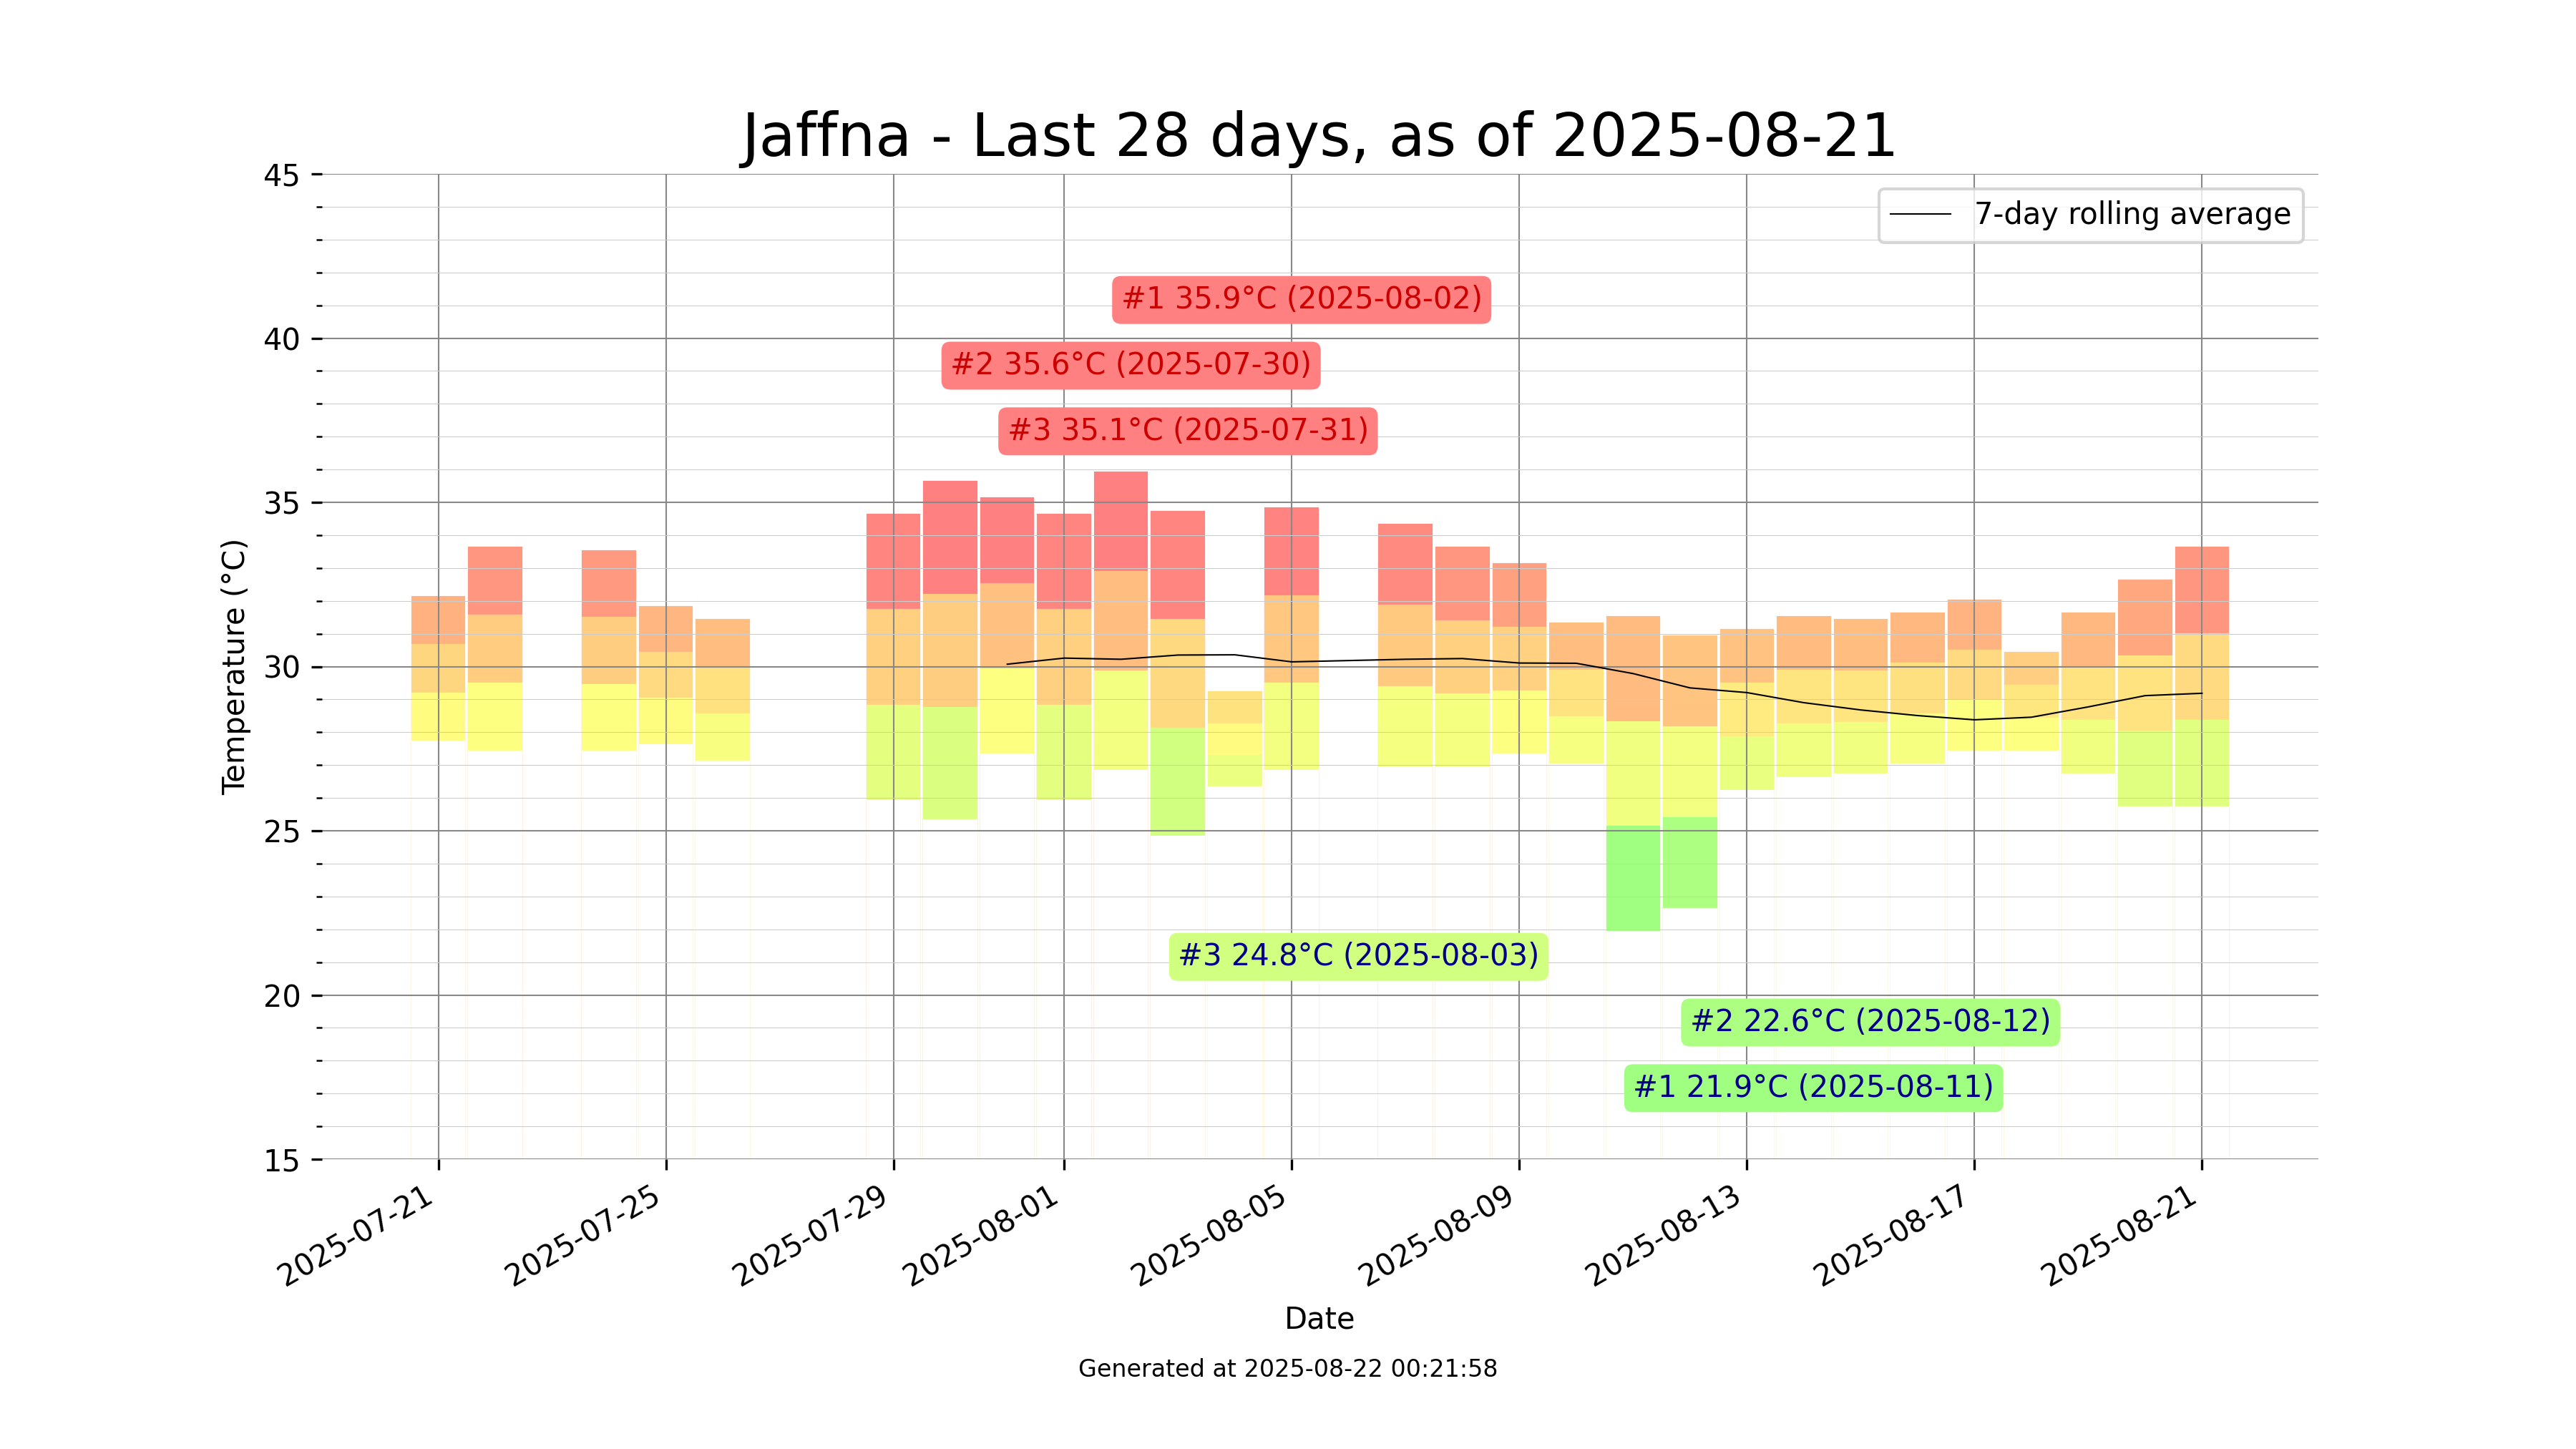 Jaffna - Last 28 days, as of 2025-08-21
7-day rolling average
45
40
35
30
25
20
15
Temperature (°C)
#1 35.9°C (2025-08-02)
#2 35.6°C (2025-07-30)
#3 35.1°C (2025-07-31)
#3 24.8°C (2025-08-03)
#2 22.6°C (2025-08-12)
#1 21.9°C (2025-08-11)
2025-07-21
2025-07-25
2025-07-29
2025-08-01
2025-08-05
2025-08-09
2025-08-13
2025-08-17
2025-08-21
Date
Generated at 2025-08-22 00:21:58